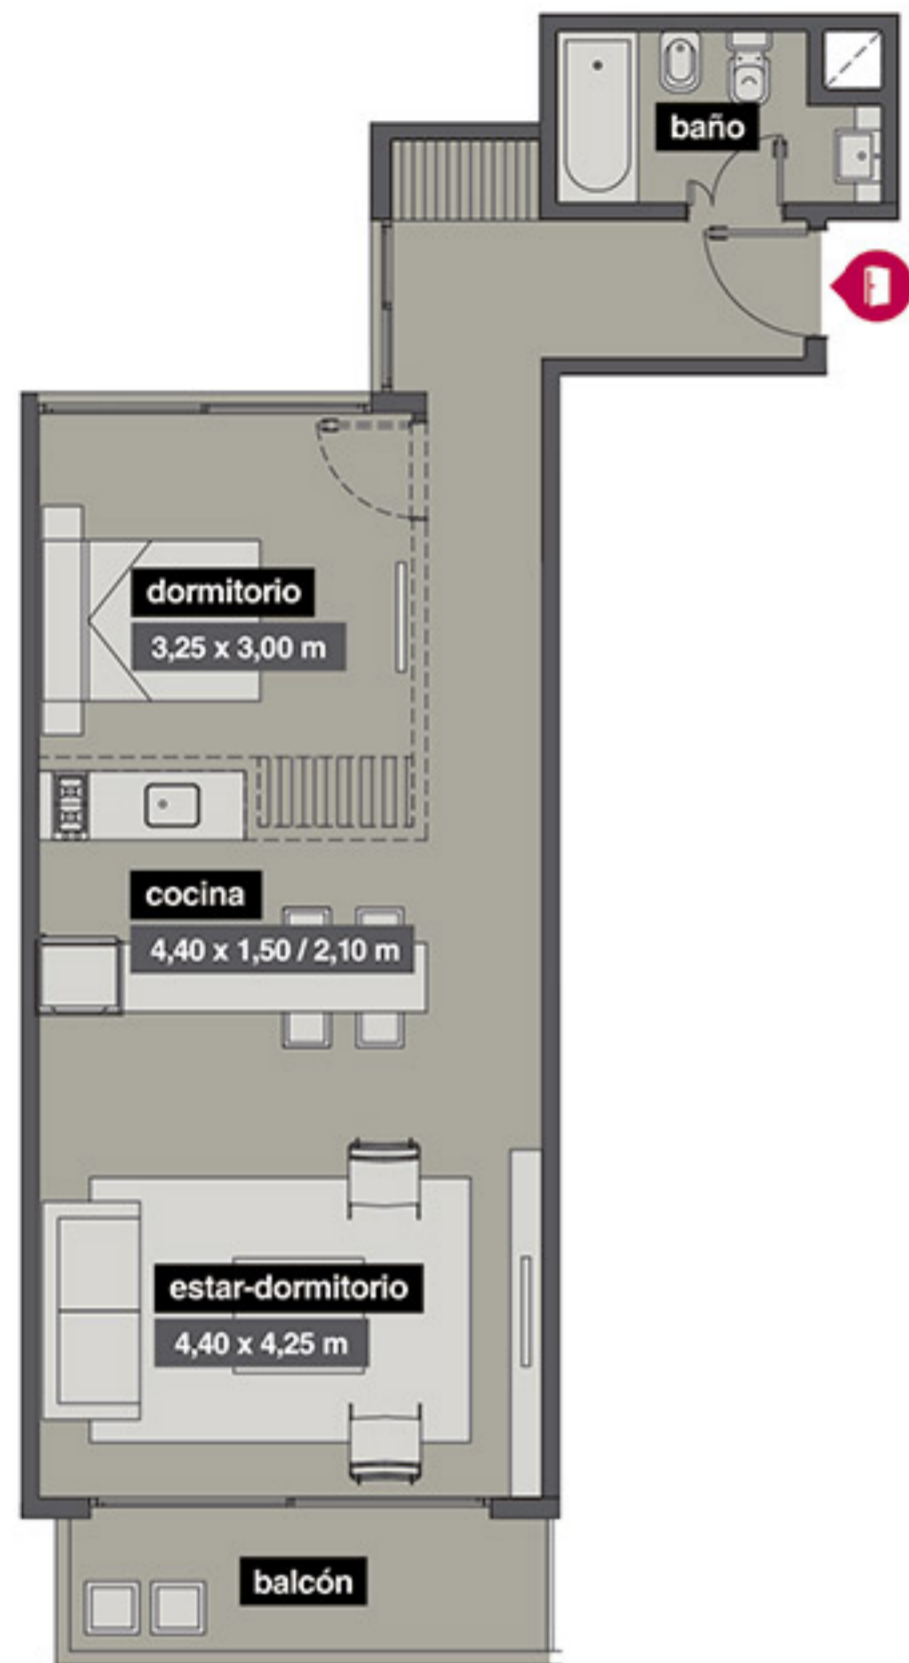 baño
dormitorio
3,25 x 3,00 m
cocina
4,40 x 1,50 / 2,10 m
estar-dormitorio
4,40 x 4,25 m
balcón